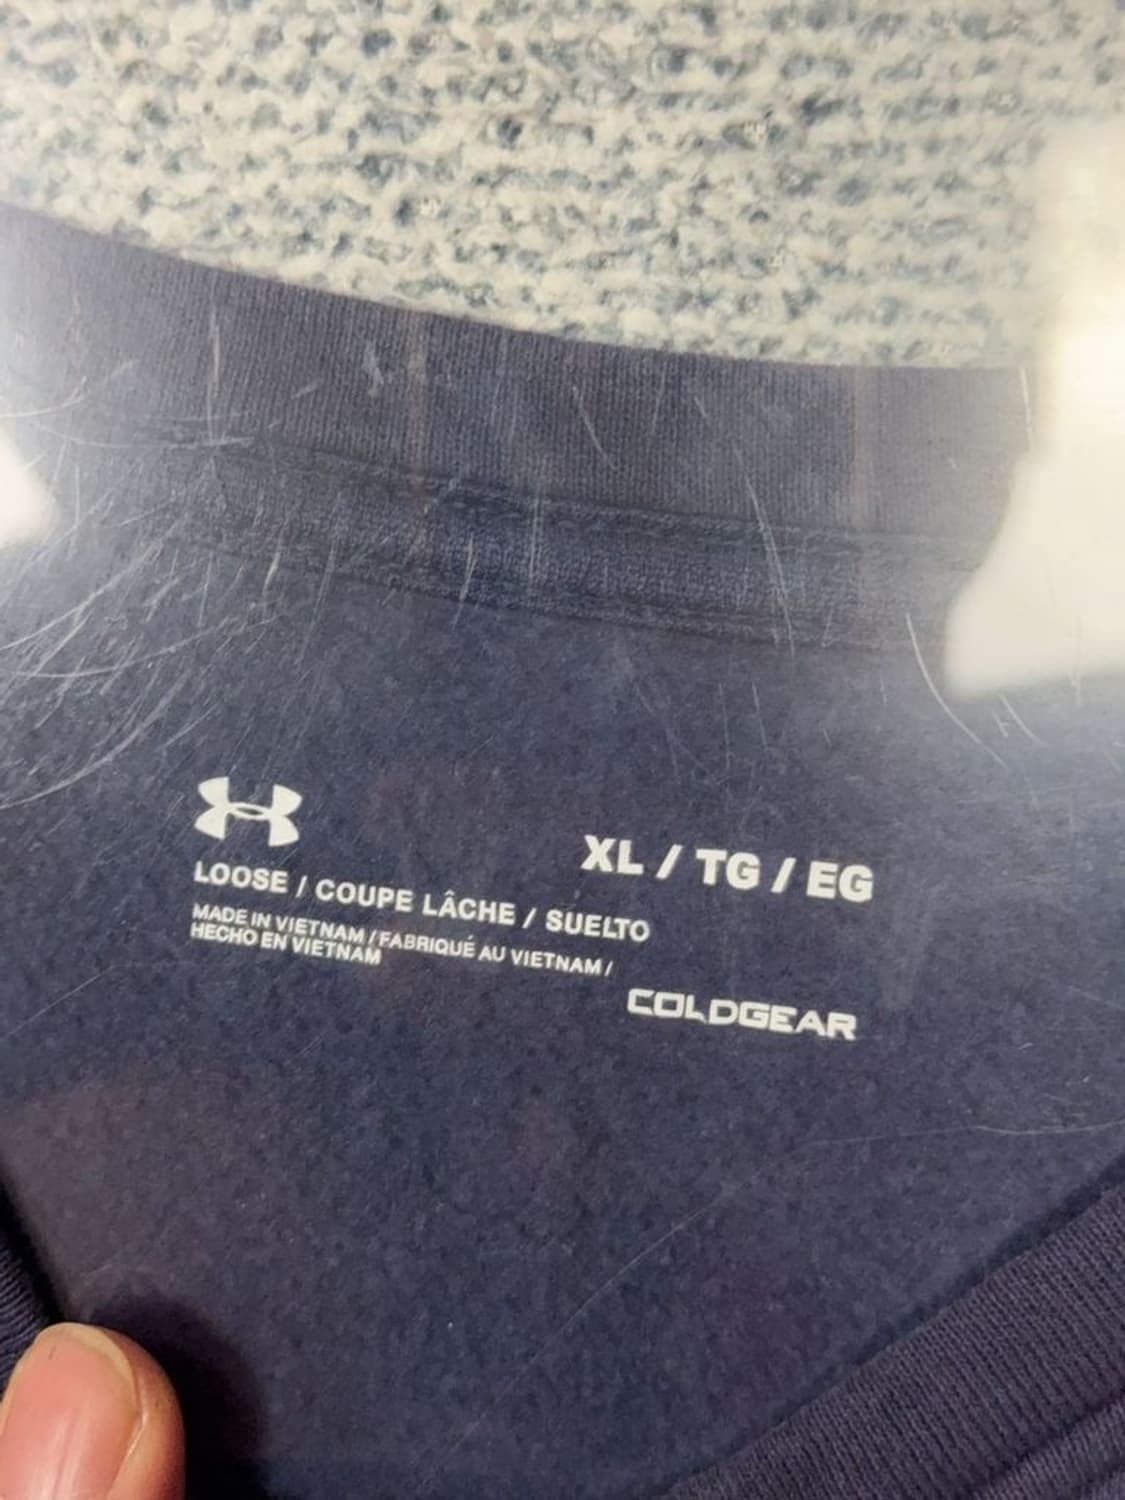 XL / TG / EG
LOOSE / COUPE LÂCHE / SUELTO
MADE IN VIETNAM / FABRIQUÉ AU VIETNAM /
HECHO EN VIETNAM
COLDGEAR